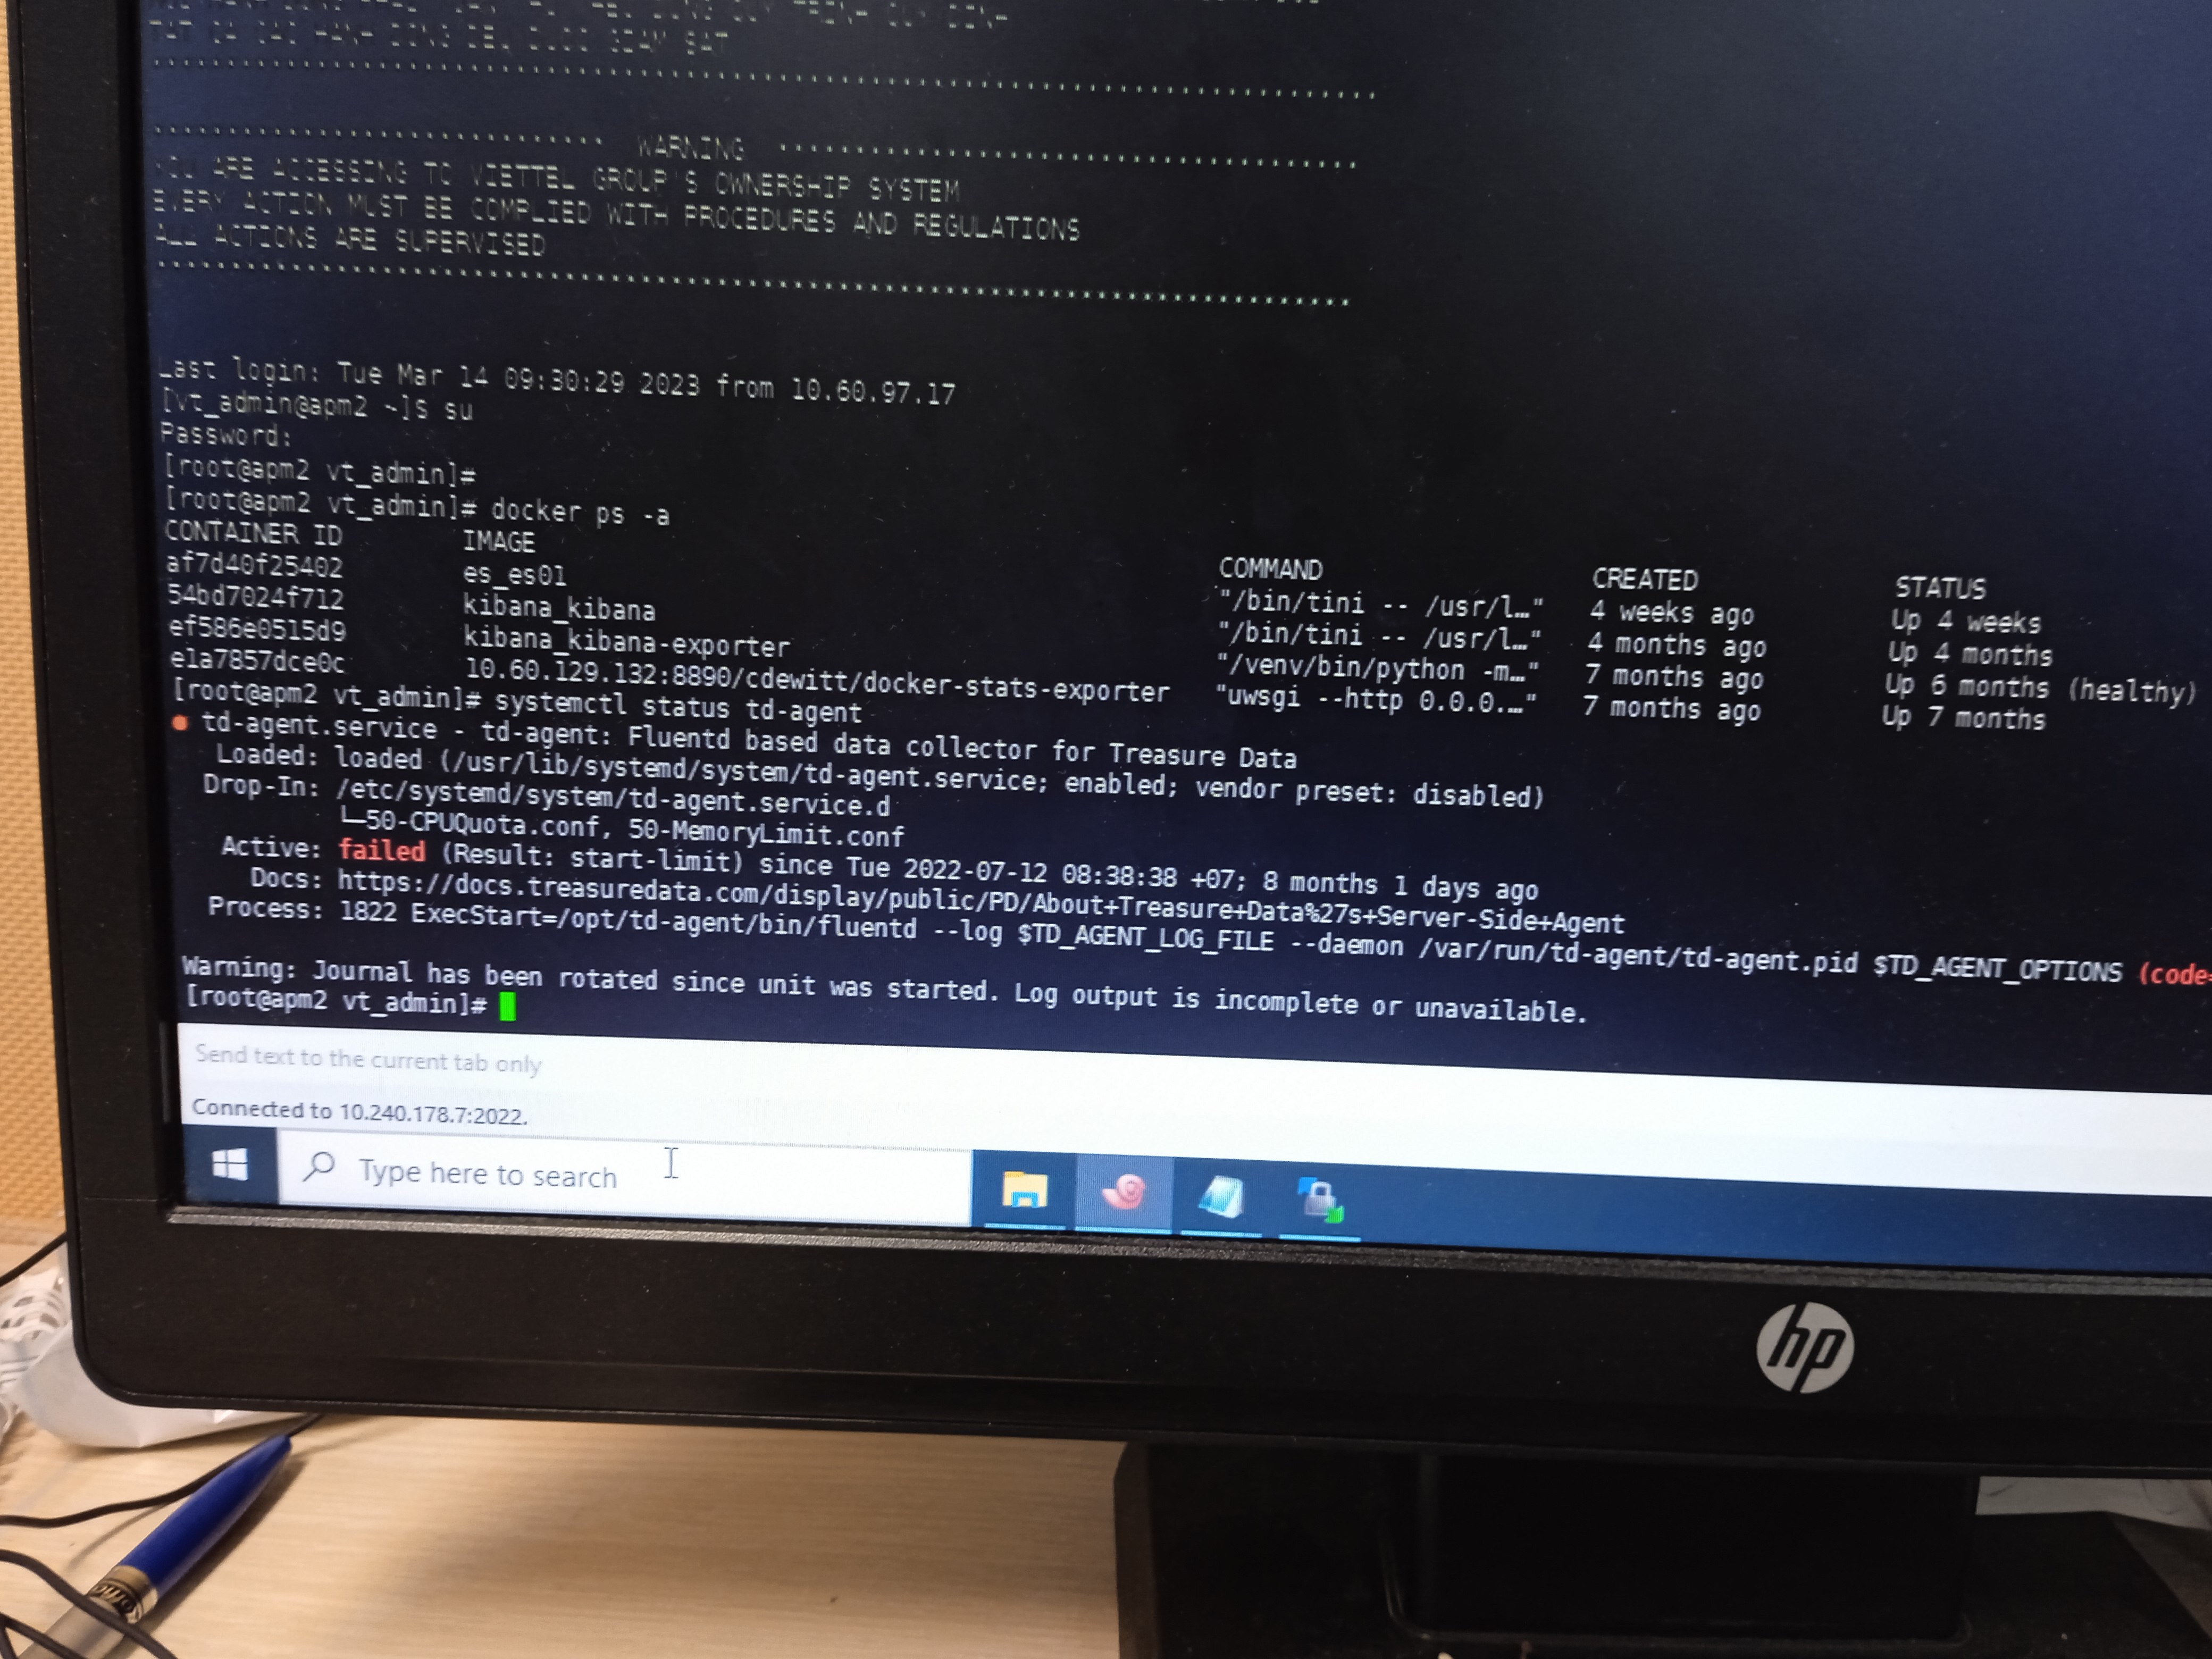 WARNING
YOU ARE ACCESSING TO VIETTEL GROUP'S OWNERSHIP SYSTEM
EVERY ACTION MUST BE COMPLIED WITH PROCEDURES AND REGULATIONS
ALL ACTIONS ARE SUPERVISED
Last login: Tue Mar 14 09:30:29 2023 from 10.60.97.17
[vt_admin@apm2 ~]$ su
Password:
[root@apm2 vt_admin]#
[root@apm2 vt_admin]# docker ps -a
CONTAINER ID IMAGE COMMAND CREATED STATUS
af7d40f25402 es_es01 "/bin/tini -- /usr/l…" 4 weeks ago Up 4 weeks
54bd7024f712 kibana_kibana "/bin/tini -- /usr/l…" 4 months ago Up 4 months
ef586e0515d9 kibana_kibana-exporter "/venv/bin/python -m…" 7 months ago Up 6 months (healthy)
e1a7857dce0c 10.60.129.132:8890/cdewitt/docker-stats-exporter "uwsgi --http 0.0.0.…" 7 months ago Up 7 months
[root@apm2 vt_admin]# systemctl status td-agent
● td-agent.service - td-agent: Fluentd based data collector for Treasure Data
Loaded: loaded (/usr/lib/systemd/system/td-agent.service; enabled; vendor preset: disabled)
Drop-In: /etc/systemd/system/td-agent.service.d
└─50-CPUQuota.conf, 50-MemoryLimit.conf
Active: failed (Result: start-limit) since Tue 2022-07-12 08:38:38 +07; 8 months 1 days ago
Docs: https://docs.treasuredata.com/display/public/PD/About+Treasure+Data%27s+Server-Side+Agent
Process: 1822 ExecStart=/opt/td-agent/bin/fluentd --log $TD_AGENT_LOG_FILE --daemon /var/run/td-agent/td-agent.pid $TD_AGENT_OPTIONS (code=
Warning: Journal has been rotated since unit was started. Log output is incomplete or unavailable.
[root@apm2 vt_admin]#
Send text to the current tab only
Connected to 10.240.178.7:2022.
Type here to search
hp